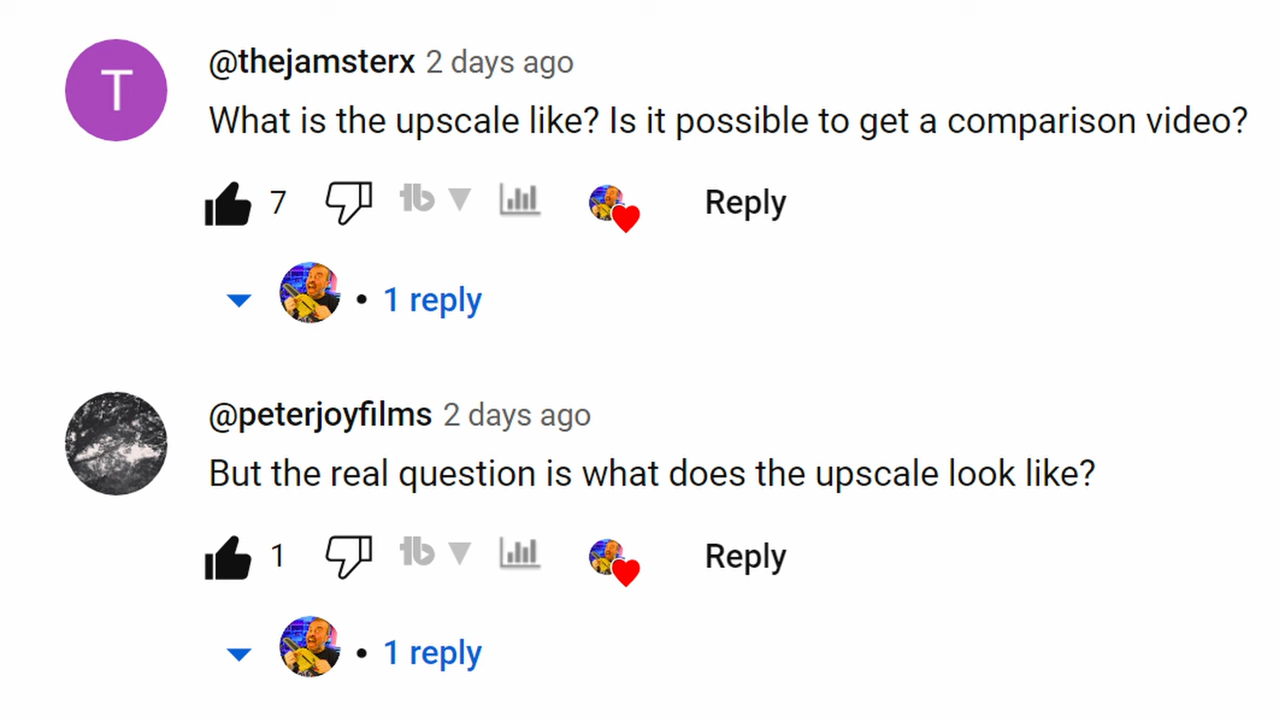 T
@thejamsterx 2 days ago
What is the upscale like? Is it possible to get a comparison video?
7 tb Reply
1 reply
@peterjoyfilms 2 days ago
But the real question is what does the upscale look like?
1 tb Reply
1 reply